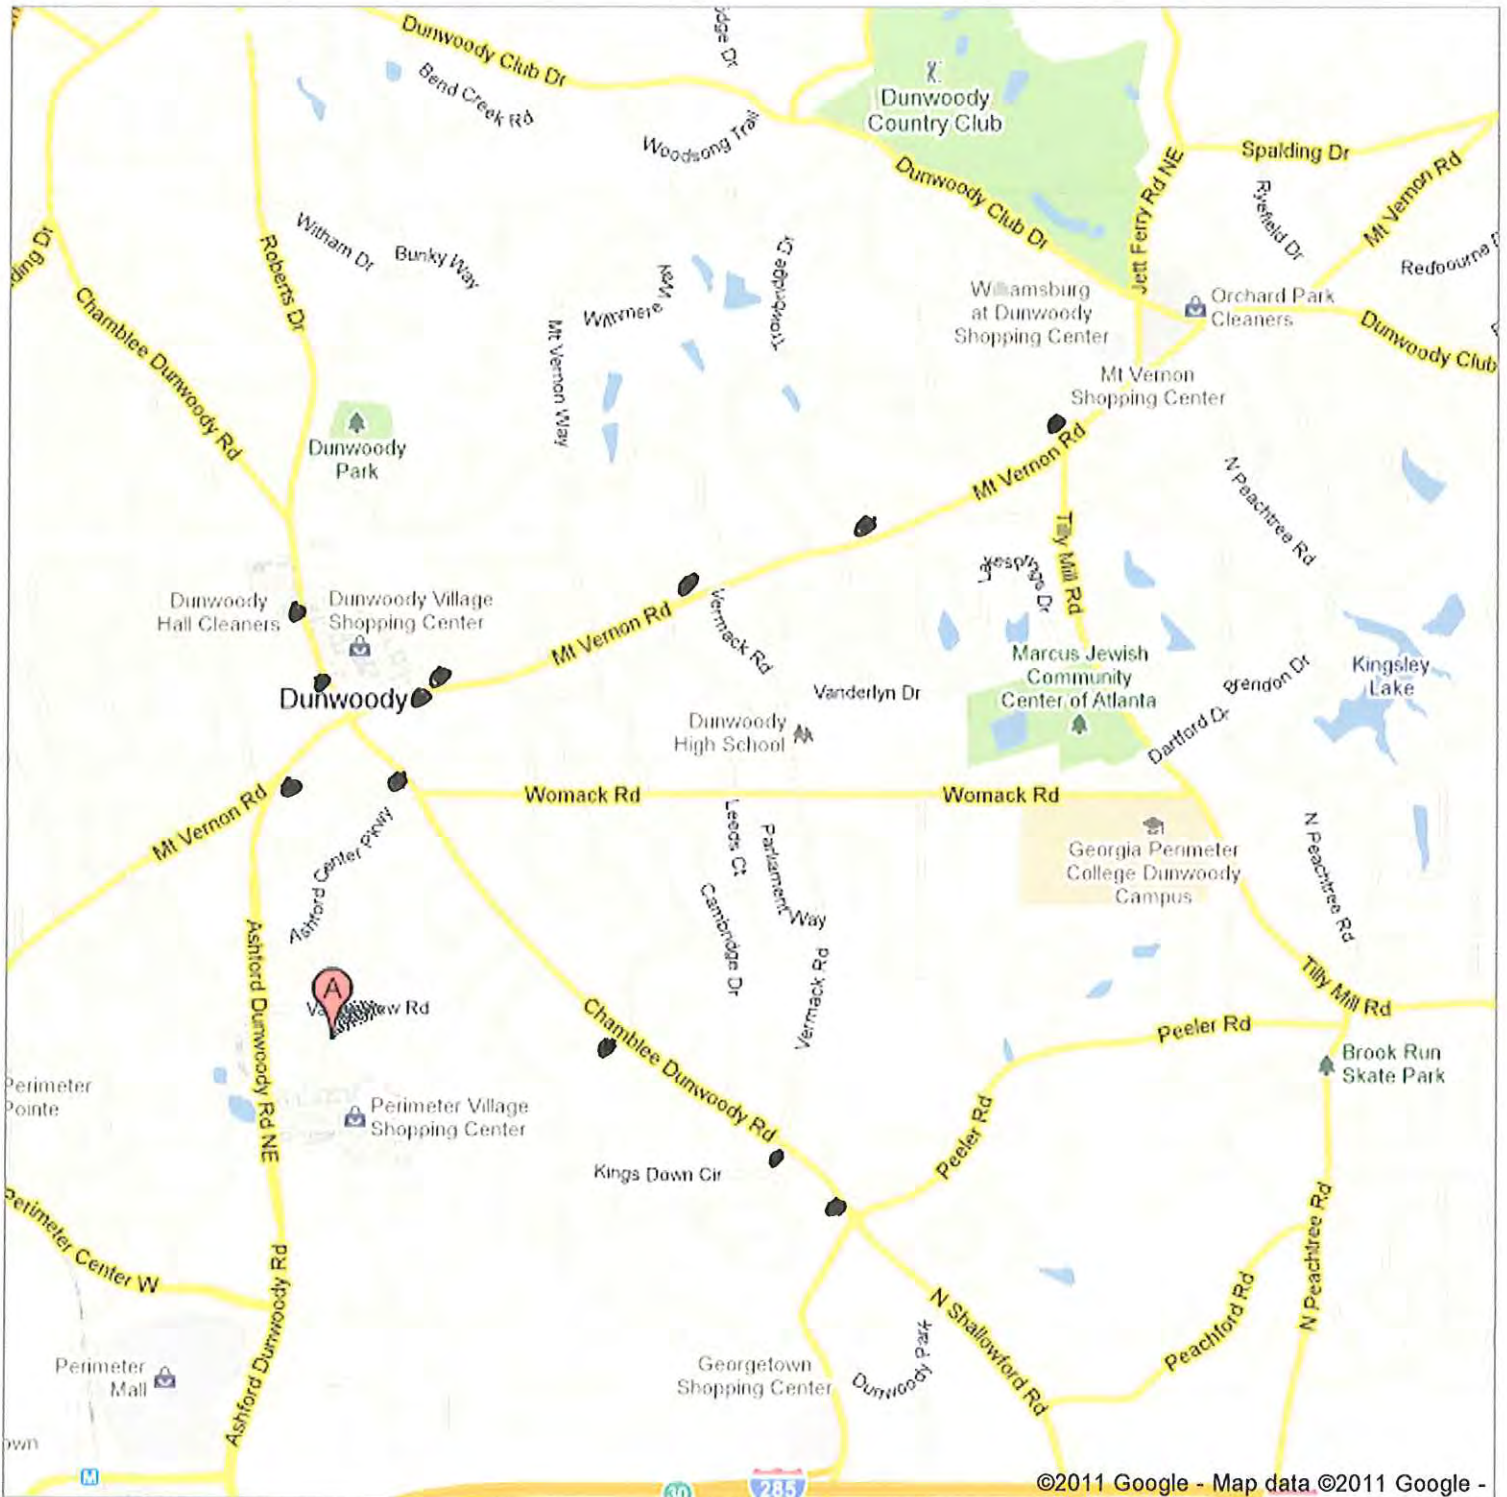 Dunwoody Club Dr
Bend Creek Rd
Woodsong Trail
idge Dr
Dunwoody
Country Club
Dunwoody Club Dr
Jett Ferry Rd NE
Spalding Dr
Mt Vernon Rd
Ryefield Dr
Witham Dr
Bunky Way
Roberts Dr
ding Dr
Chamblee Dunwoody Rd
Mt Vernon Way
Withmere Way
Trowbridge Dr
Williamsburg
at Dunwoody
Shopping Center
Orchard Park
Cleaners
Dunwoody Club
Mt Vernon
Shopping Center
Dunwoody
Park
Mt Vernon Rd
N Peachtree Rd
Tilly Mill Rd
Dunwoody
Hall Cleaners
Dunwoody Village
Shopping Center
Mt Vernon Rd
Vermack Rd
Vanderlyn Dr
Marcus Jewish
Community
Center of Atlanta
Brendon Dr
Kingsley
Lake
Dunwoody
Dunwoody
High School
Dartford Dr
Mt Vernon Rd
Womack Rd
Womack Rd
Ashford Center Pkwy
Leeds Ct
Parliament Way
Cambridge Dr
Vermack Rd
Georgia Perimeter
College Dunwoody
Campus
N Peachtree Rd
Ashford Dunwoody Rd NE
A
Chamblee Dunwoody Rd
Tilly Mill Rd
Peeler Rd
Brook Run
Skate Park
Perimeter
Pointe
Perimeter Village
Shopping Center
Peeler Rd
Kings Down Cir
Perimeter Center W
Ashford Dunwoody Rd
N Shallowford Rd
Peachford Rd
N Peachtree Rd
Dunwoody Park
Georgetown
Shopping Center
Perimeter
Mall
own
M
30
285
©2011 Google - Map data ©2011 Google -